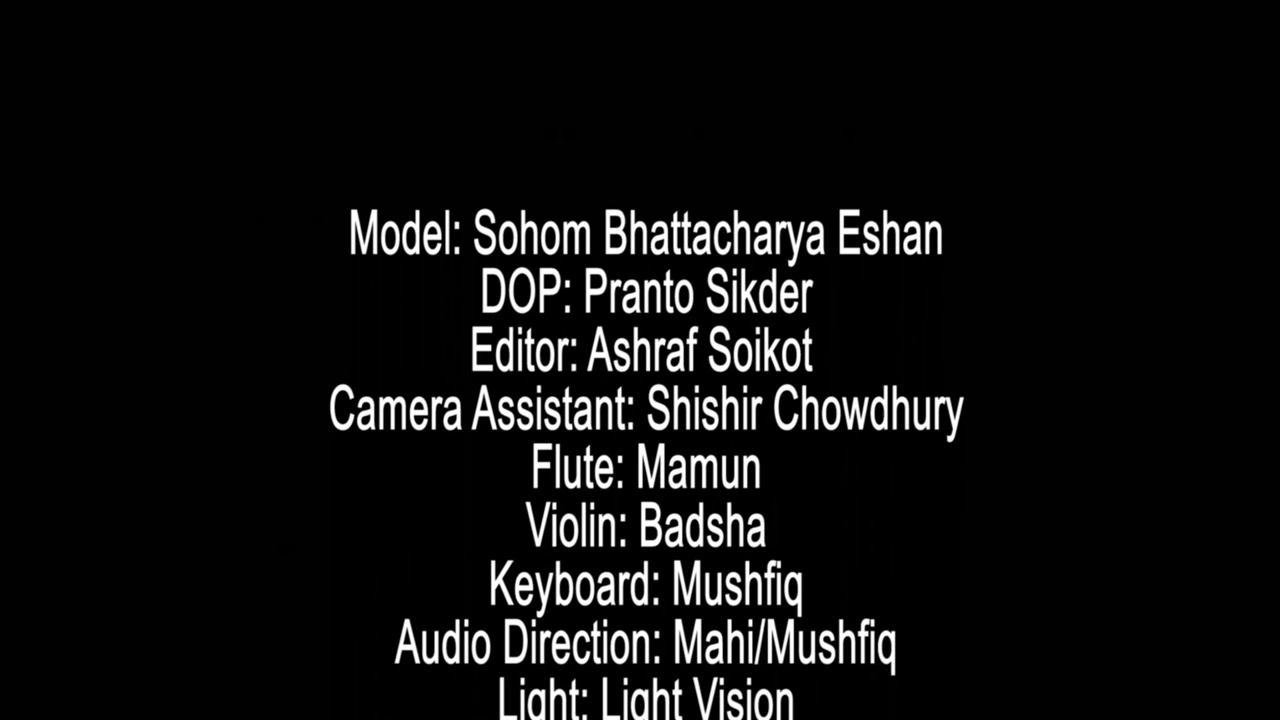 Model: Sohom Bhattacharya Eshan
DOP: Pranto Sikder
Editor: Ashraf Soikot
Camera Assistant: Shishir Chowdhury
Flute: Mamun
Violin: Badsha
Keyboard: Mushfiq
Audio Direction: Mahi/Mushfiq
Light: Light Vision